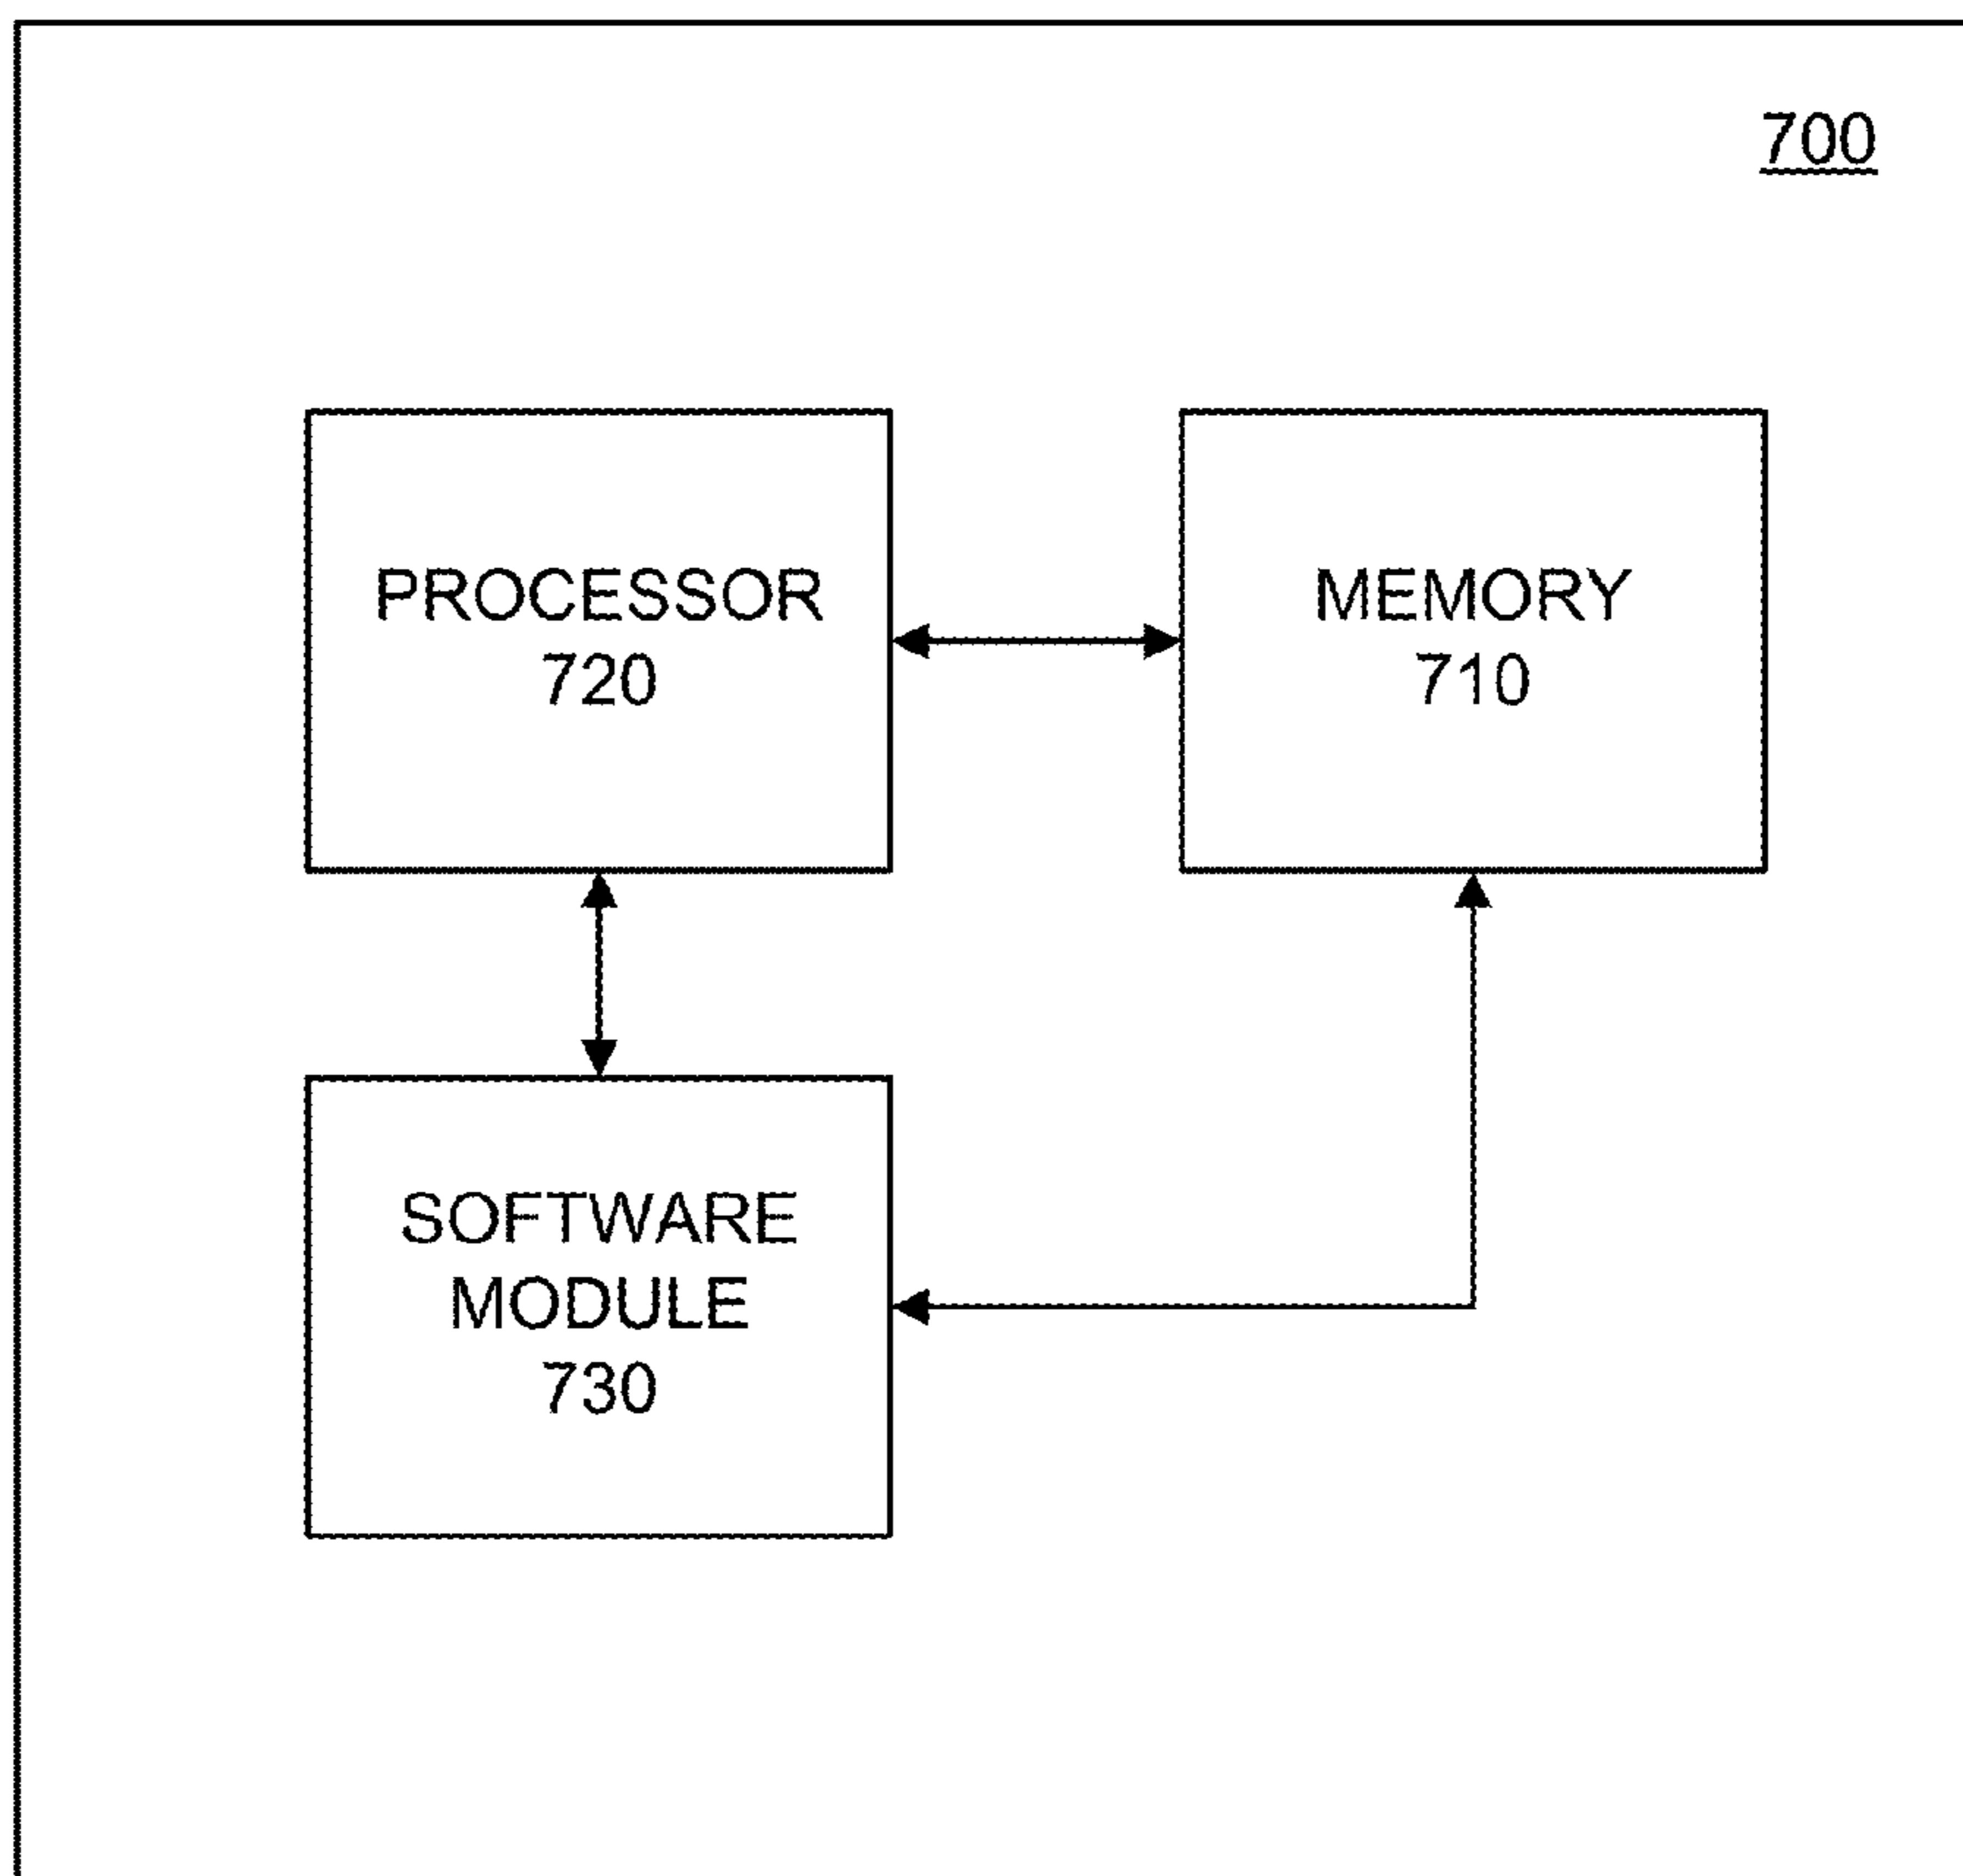 700
PROCESSOR
720
MEMORY
710
SOFTWARE
MODULE
730